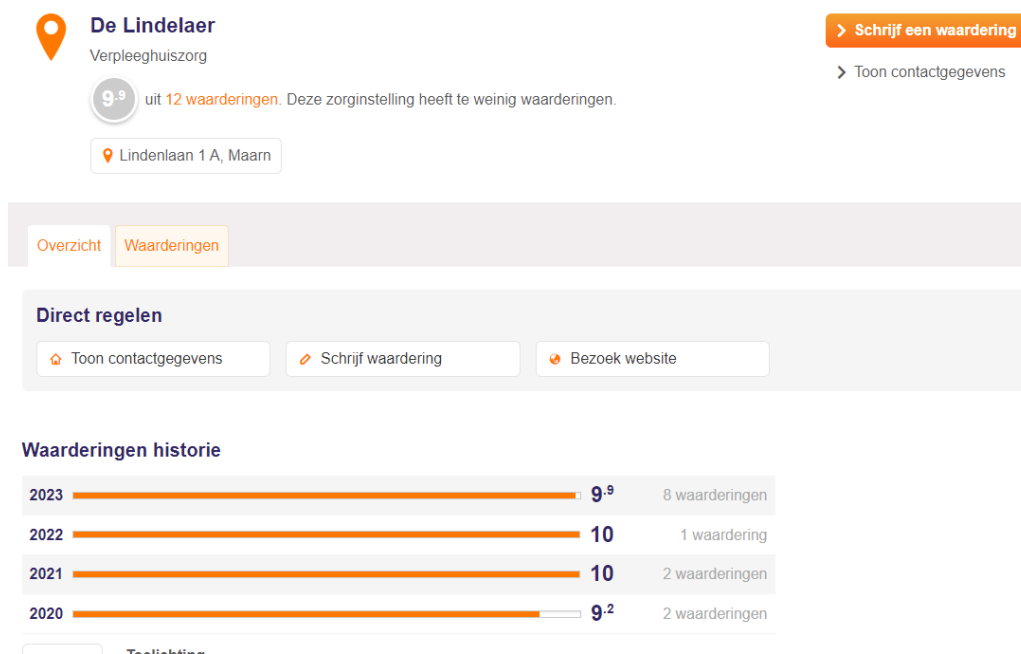 De Lindelaer
Schrijf een waardering
Verpleeghuiszorg
Toon contactgegevens
9.9 uit 12 waarderingen. Deze zorginstelling heeft te weinig waarderingen.
Lindenlaan 1 A, Maarn
Overzicht Waarderingen
Direct regelen
Toon contactgegevens Schrijf waardering Bezoek website
Waarderingen historie
2023 9.9 8 waarderingen
2022 10 1 waardering
2021 10 2 waarderingen
2020 9.2 2 waarderingen
Toelichting